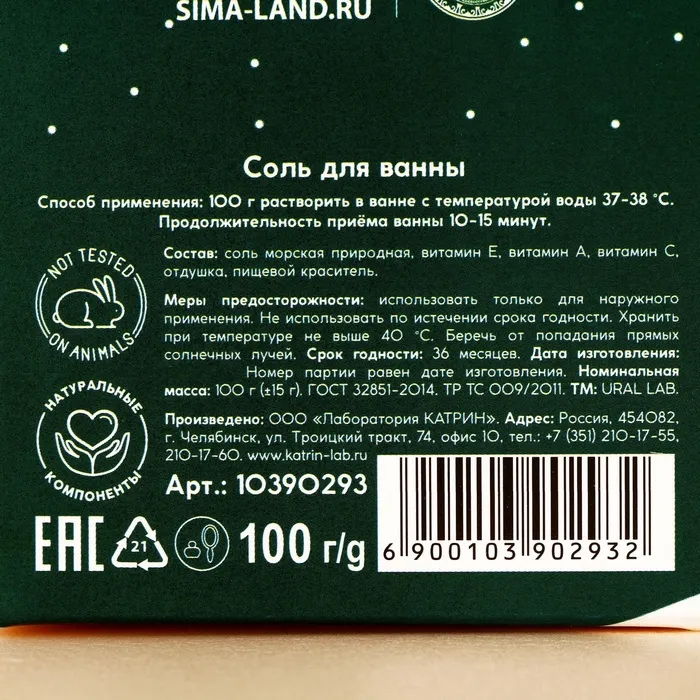 SIMA-LAND.RU
Соль для ванны
Способ применения: 100 г растворить в ванне с температурой воды 37-38 °C.
Продолжительность приёма ванны 10-15 минут.
NOT TESTED
ON ANIMALS
Состав: соль морская природная, витамин Е, витамин А, витамин С,
отдушка, пищевой краситель.
Меры предосторожности: использовать только для наружного
применения. Не использовать по истечении срока годности. Хранить
при температуре не выше 40 °C. Беречь от попадания прямых
солнечных лучей. Срок годности: 36 месяцев. Дата изготовления:
Номер партии равен дате изготовления. Номинальная
масса: 100 г (±15 г). ГОСТ 32851-2014. ТР ТС 009/2011. ТМ: URAL LAB.
НАТУРАЛЬНЫЕ
КОМПОНЕНТЫ
Произведено: ООО «Лаборатория КАТРИН». Адрес: Россия, 454082,
г. Челябинск, ул. Троицкий тракт, 74, офис 10, тел.: +7 (351) 210-17-55,
210-17-60. www.katrin-lab.ru
Арт.: 10390293
EAC
21
100 г/g
6 900103 902932